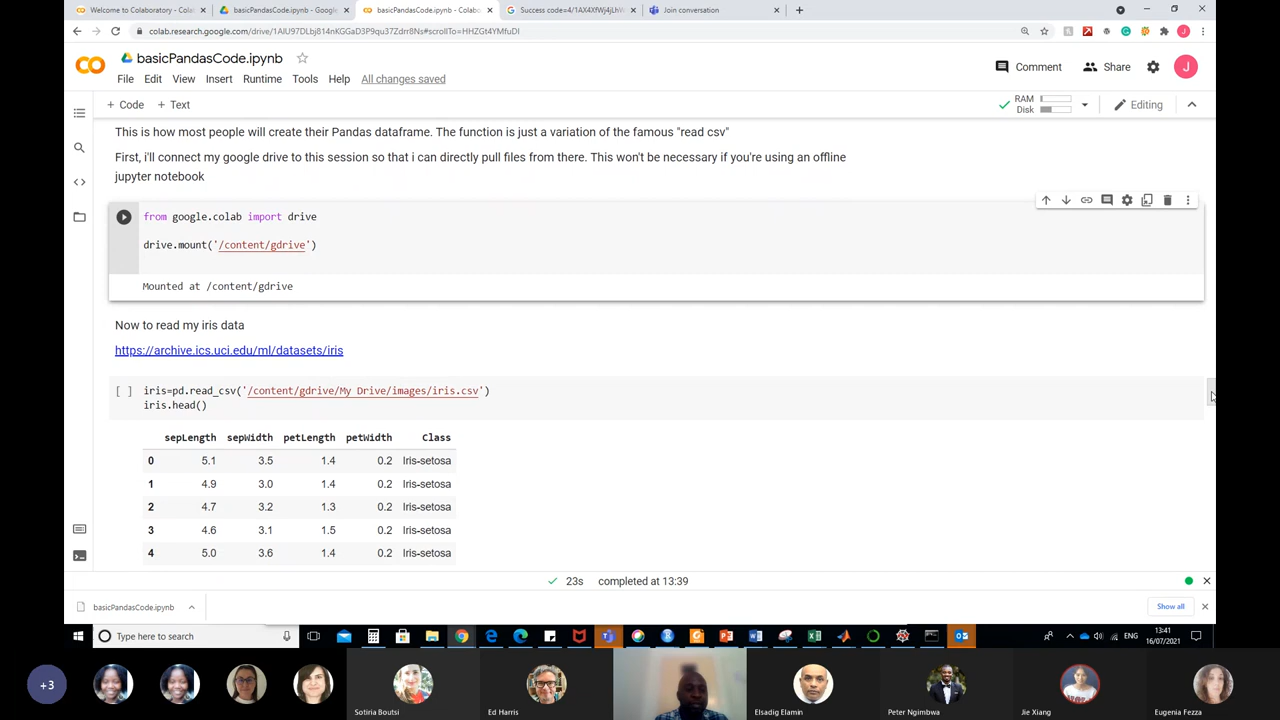 Welcome to Colaboratory - Colab
basicPandasCode.ipynb - Google
basicPandasCode.ipynb - Colabo
Success code=4/1AX4XfWj4jLhW
Join conversation
colab.research.google.com/drive/1AlU97DLbj814nKGGaD3P9qu37Zdrr8Ns#scrollTo=HHZGt4YMfuDI
J
CO
basicPandasCode.ipynb
Comment
Share
J
File Edit View Insert Runtime Tools Help All changes saved
+ Code + Text
RAM
Disk
Editing
This is how most people will create their Pandas dataframe. The function is just a variation of the famous "read csv"
First, i'll connect my google drive to this session so that i can directly pull files from there. This won't be necessary if you're using an offline
jupyter notebook
from google.colab import drive
drive.mount('/content/gdrive')
Mounted at /content/gdrive
Now to read my iris data
https://archive.ics.uci.edu/ml/datasets/iris
[ ] iris=pd.read_csv('/content/gdrive/My Drive/images/iris.csv')
iris.head()
sepLength sepWidth petLength petWidth Class
0 5.1 3.5 1.4 0.2 Iris-setosa
1 4.9 3.0 1.4 0.2 Iris-setosa
2 4.7 3.2 1.3 0.2 Iris-setosa
3 4.6 3.1 1.5 0.2 Iris-setosa
4 5.0 3.6 1.4 0.2 Iris-setosa
23s completed at 13:39
basicPandasCode.ipynb
Show all
Type here to search
ENG
13:41
16/07/2021
+3
Sotiria Boutsi
Ed Harris
Elsadig Elamin
Peter Ngimbwa
Jie Xiang
Eugenia Fezza